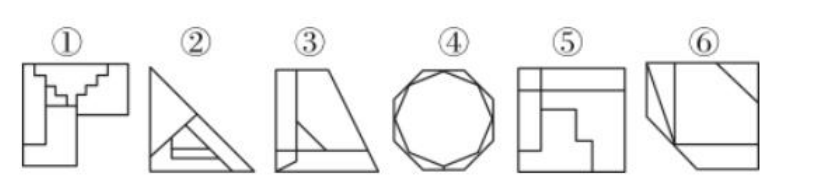 ① ② ③ ④ ⑤ ⑥